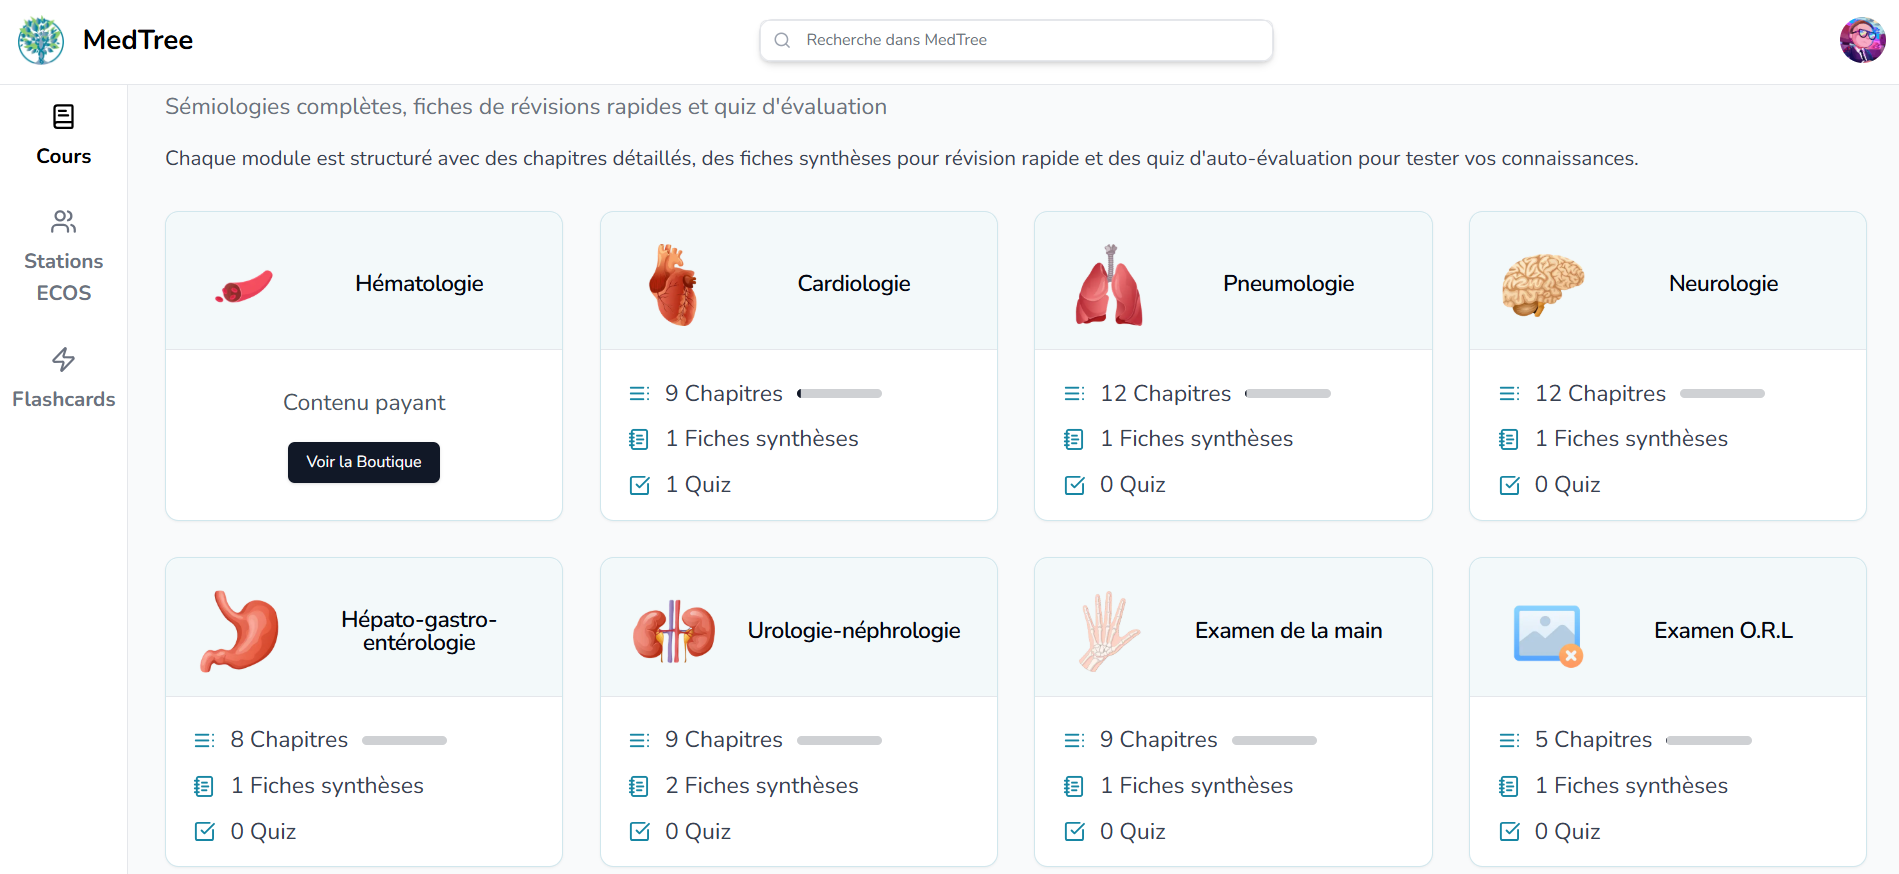 MedTree
Recherche dans MedTree
Cours
Stations
ECOS
Flashcards
Sémiologies complètes, fiches de révisions rapides et quiz d'évaluation
Chaque module est structuré avec des chapitres détaillés, des fiches synthèses pour révision rapide et des quiz d'auto-évaluation pour tester vos connaissances.
Hématologie
Contenu payant
Voir la Boutique
Cardiologie
9 Chapitres
1 Fiches synthèses
1 Quiz
Pneumologie
12 Chapitres
1 Fiches synthèses
0 Quiz
Neurologie
12 Chapitres
1 Fiches synthèses
0 Quiz
Hépato-gastro-
entérologie
8 Chapitres
1 Fiches synthèses
0 Quiz
Urologie-néphrologie
9 Chapitres
2 Fiches synthèses
0 Quiz
Examen de la main
9 Chapitres
1 Fiches synthèses
0 Quiz
Examen O.R.L
5 Chapitres
1 Fiches synthèses
0 Quiz